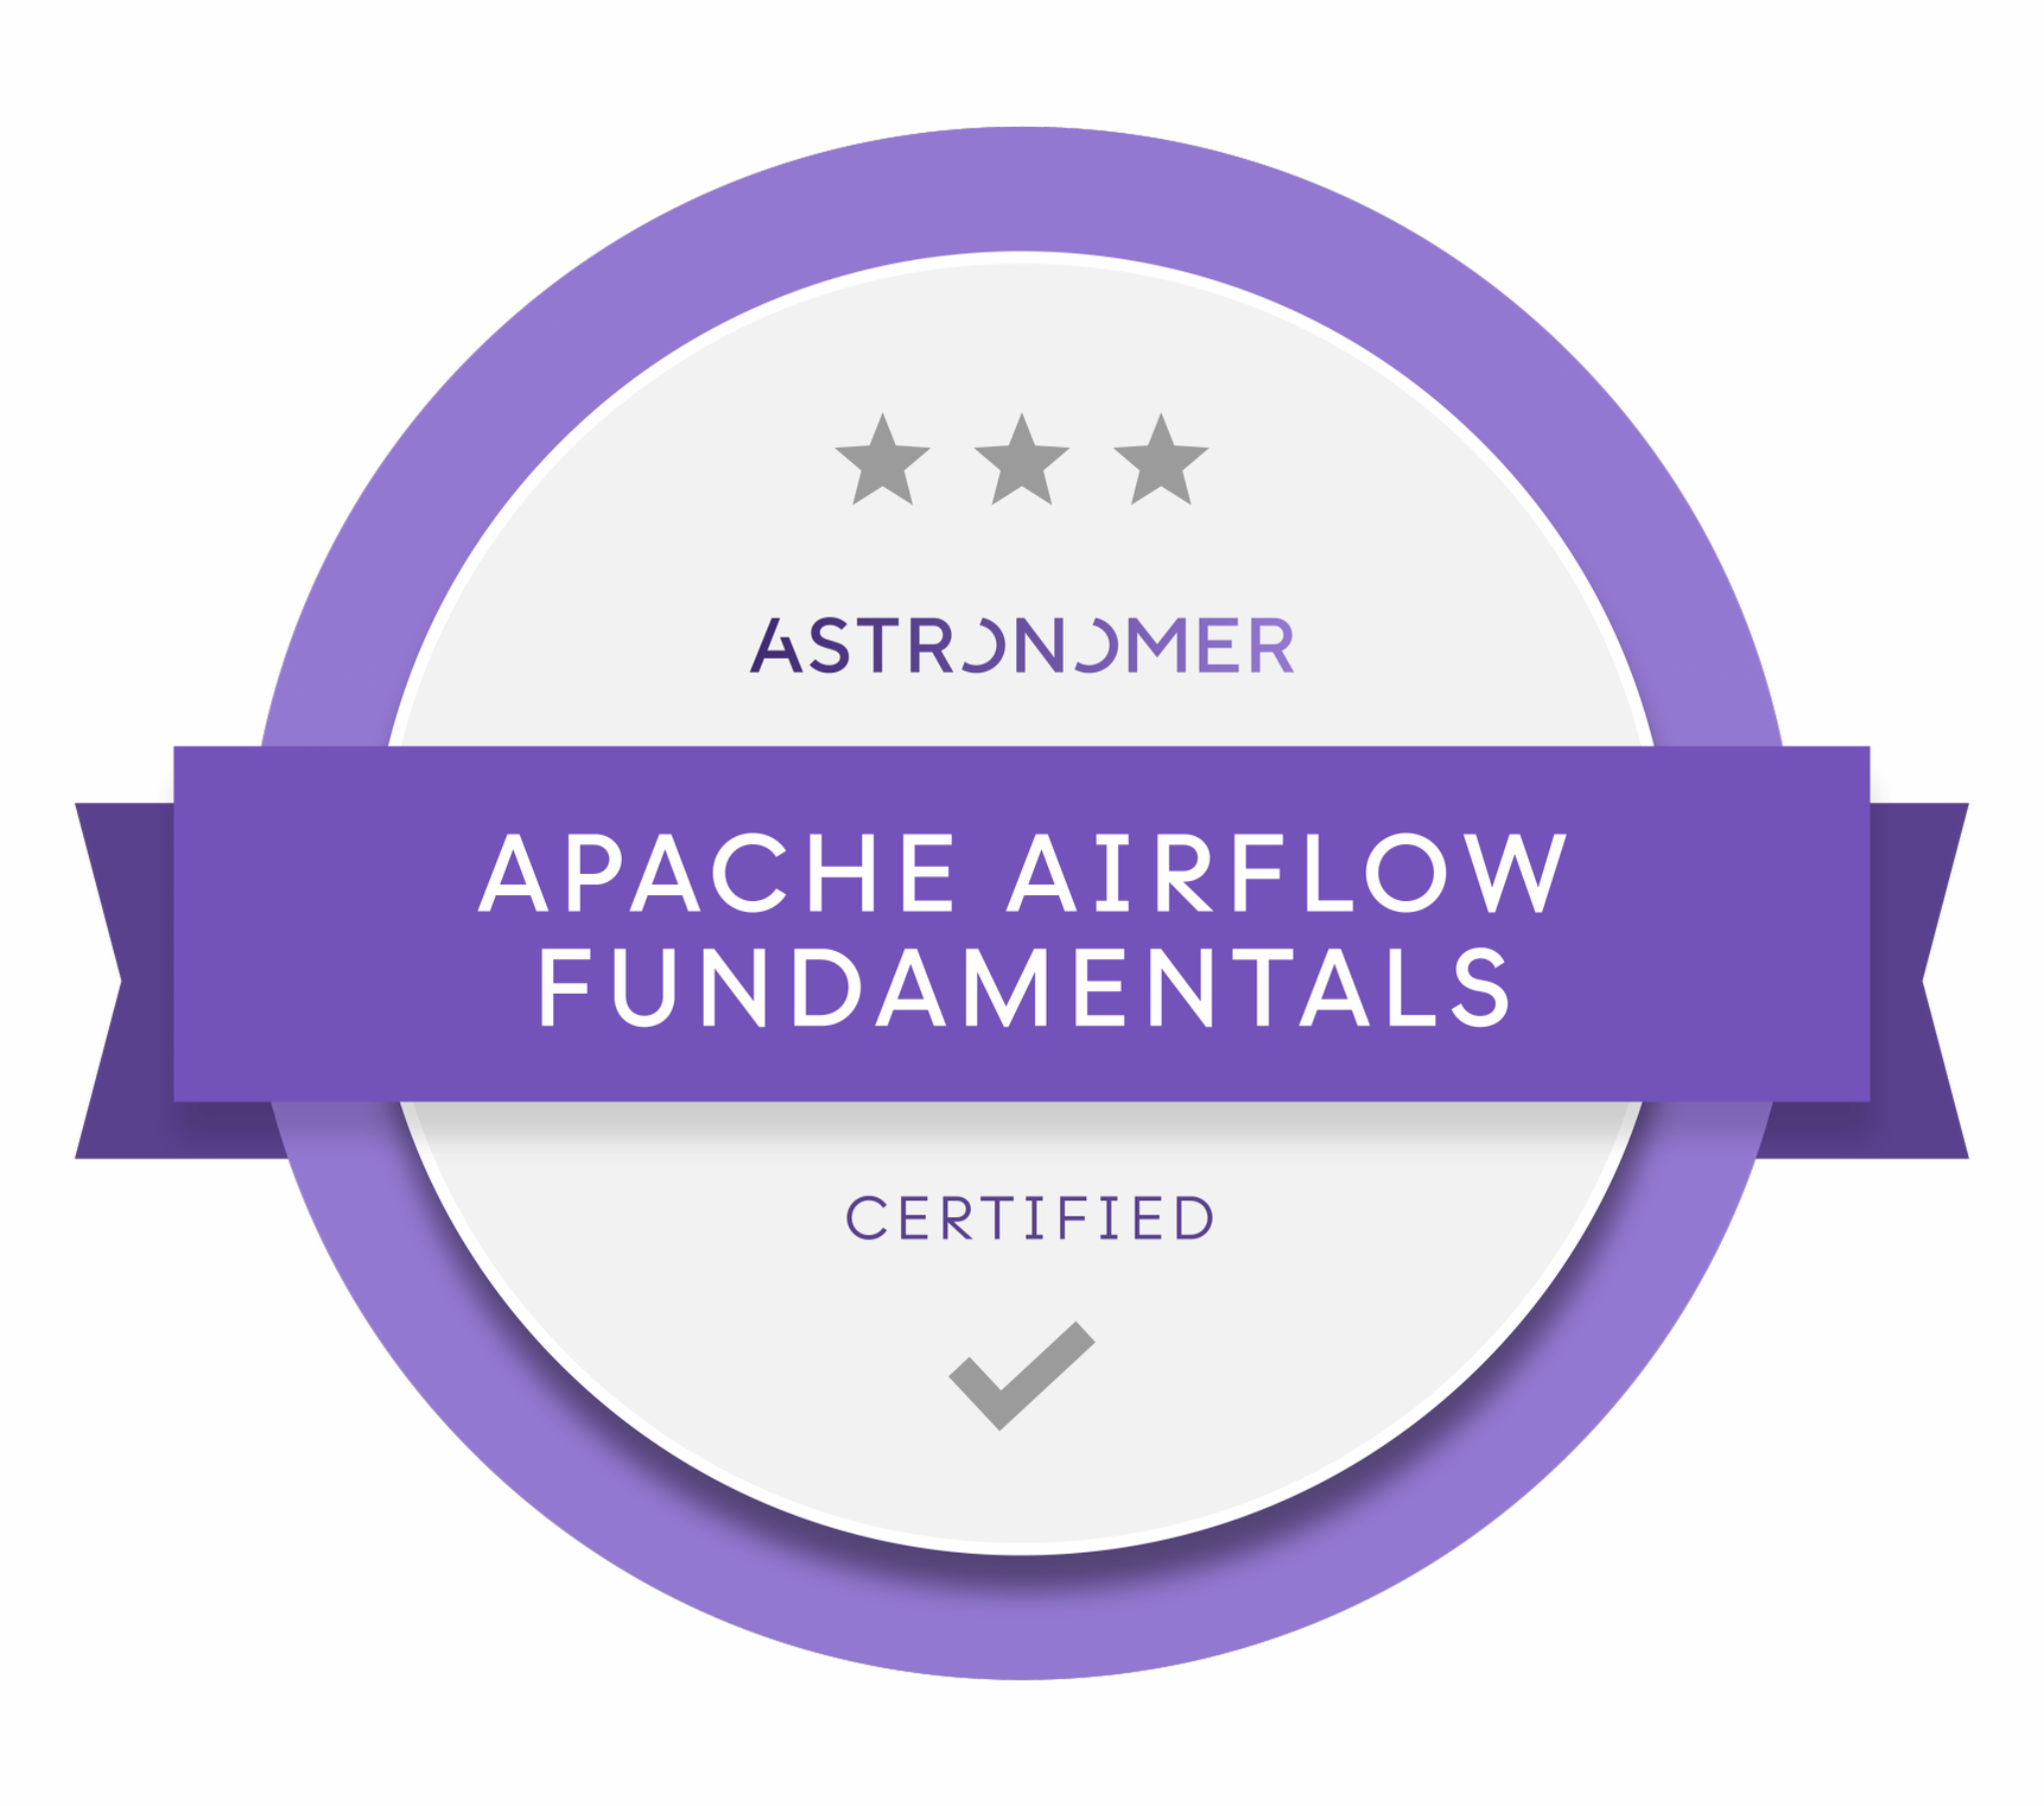 ASTRONOMER
APACHE AIRFLOW
FUNDAMENTALS
CERTIFIED